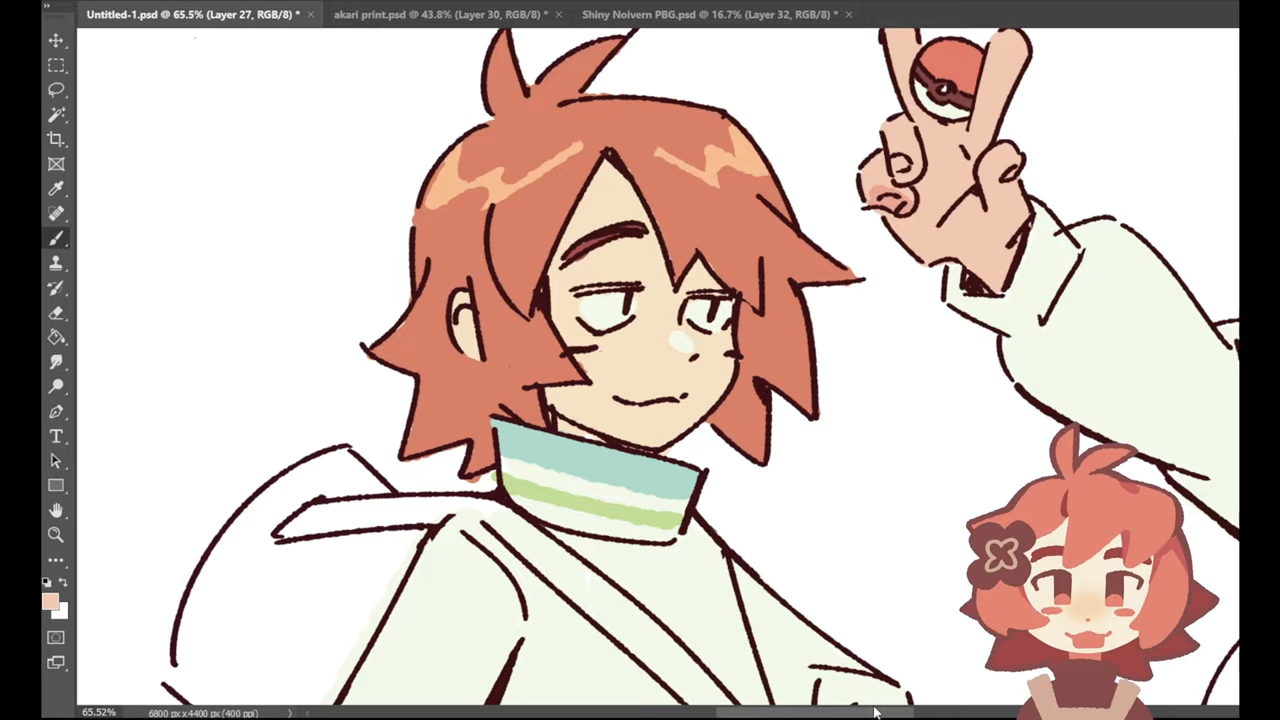 Untitled-1.psd @ 65.5% (Layer 27, RGB/8) *
akari print.psd @ 43.8% (Layer 30, RGB/8) *
Shiny Noivern PBG.psd @ 16.7% (Layer 32, RGB/8) *
65.52%
6800 px x 4400 px (400 ppi)